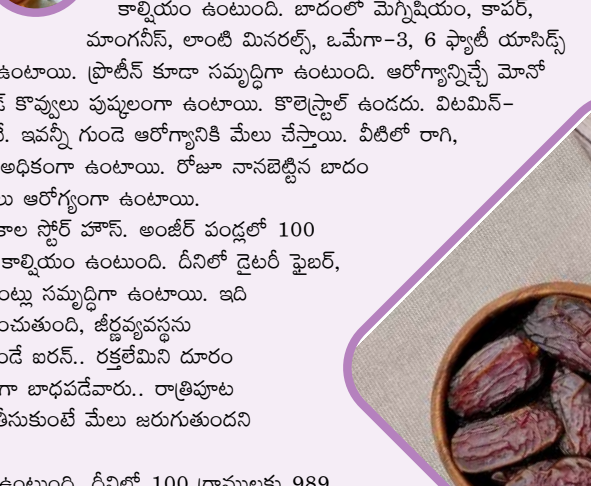 కాల్షియం ఉంటుంది. బాదంలో మెగ్నీషియం, కాపర్,
మాంగనీస్, లాంటి మినరల్స్, ఒమేగా-3, 6 ఫ్యాటీ యాసిడ్స్
ఉంటాయి. ప్రొటీన్ కూడా సమృద్ధిగా ఉంటుంది. ఆరోగ్యాన్నిచ్చే మోనో
కొవ్వులు పుష్కలంగా ఉంటాయి. కొలెస్ట్రాల్ ఉండదు. విటమిన్-
ఇవన్నీ గుండె ఆరోగ్యానికి మేలు చేస్తాయి. వీటిలో రాగి,
అధికంగా ఉంటాయి. రోజూ నానబెట్టిన బాదం
ఆరోగ్యంగా ఉంటాయి.
స్టోర్ హౌస్. అంజీర్ పండ్లలో 100
కాల్షియం ఉంటుంది. దీనిలో డైటరీ ఫైబర్,
సమృద్ధిగా ఉంటాయి. ఇది
జీర్ణవ్యవస్థను
ఐరన్.. రక్తలేమిని దూరం
బాధపడేవారు.. రాత్రిపూట
తీసుకుంటే మేలు జరుగుతుందని
ఉంటుంది. దీనిలో 100 గ్రాములకు 989